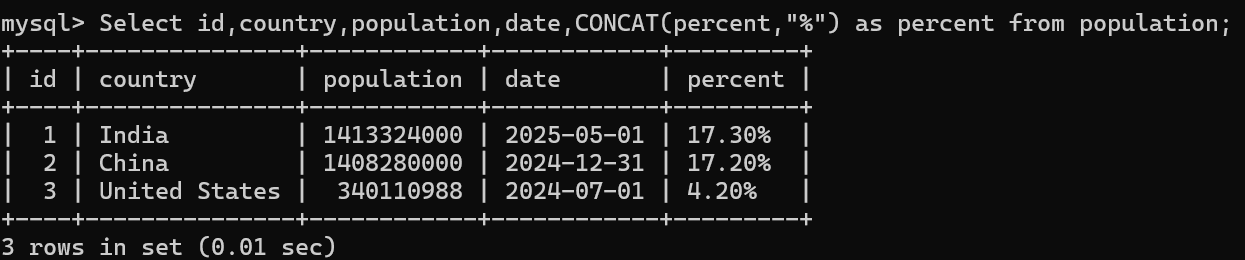 mysql> Select id,country,population,date,CONCAT(percent,"%") as percent from population;
+----+---------------+------------+------------+---------+
| id | country       | population | date       | percent |
+----+---------------+------------+------------+---------+
|  1 | India         | 1413324000 | 2025-05-01 | 17.30%  |
|  2 | China         | 1408280000 | 2024-12-31 | 17.20%  |
|  3 | United States |  340110988 | 2024-07-01 | 4.20%   |
+----+---------------+------------+------------+---------+
3 rows in set (0.01 sec)